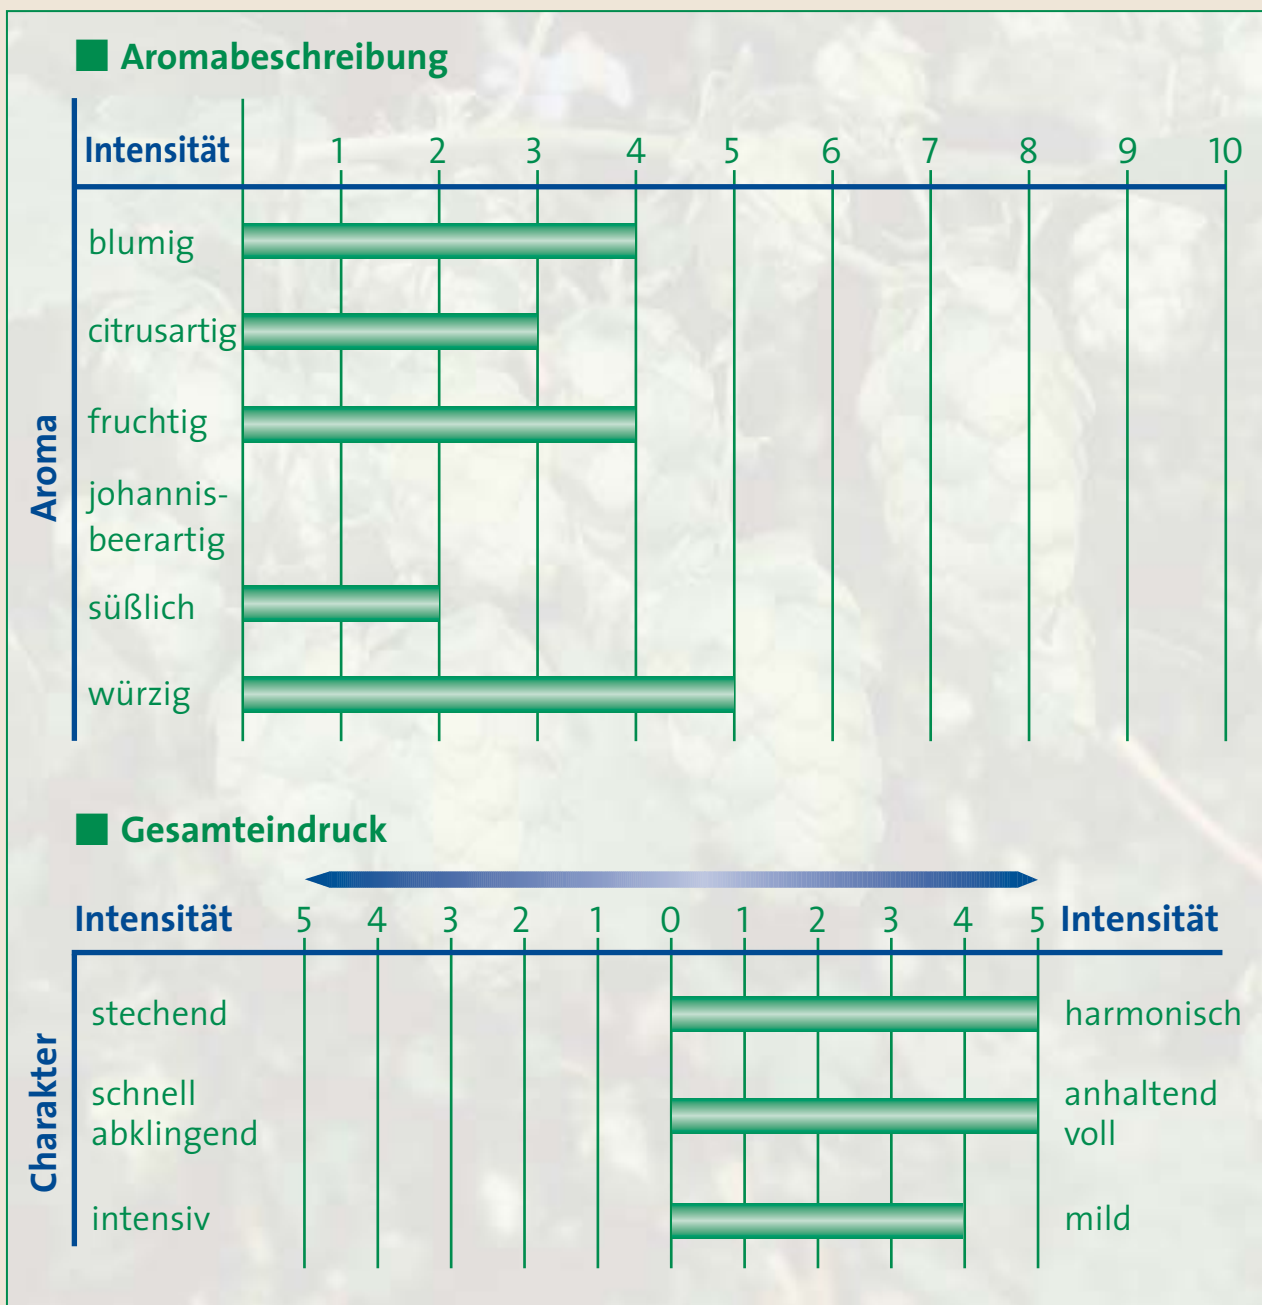 Aromabeschreibung
Intensität 1 2 3 4 5 6 7 8 9 10
Aroma
blumig
citrusartig
fruchtig
johannis-
beerartig
süßlich
würzig
Gesamteindruck
Intensität 5 4 3 2 1 0 1 2 3 4 5 Intensität
Charakter
stechend harmonisch
schnell anhaltend
abklingend voll
intensiv mild